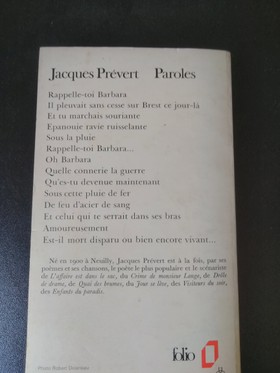 Jacques Prévert Paroles
Rappelle-toi Barbara
Il pleuvait sans cesse sur Brest ce jour-là
Et tu marchais souriante
Epanouie ravie ruisselante
Sous la pluie
Rappelle-toi Barbara...
Oh Barbara
Quelle connerie la guerre
Qu'es-tu devenue maintenant
Sous cette pluie de fer
De feu d'acier de sang
Et celui qui te serrait dans ses bras
Amoureusement
Est-il mort disparu ou bien encore vivant...
Né en 1900 à Neuilly, Jacques Prévert est à la fois, par ses
poèmes et ses chansons, le poète le plus populaire et le scénariste
de L'affaire est dans le sac, du Crime de monsieur Lange, de Drôle
de drame, de Quai des brumes, du Jour se lève, des Visiteurs du soir,
des Enfants du paradis.
Photo Robert Doisneau
folio